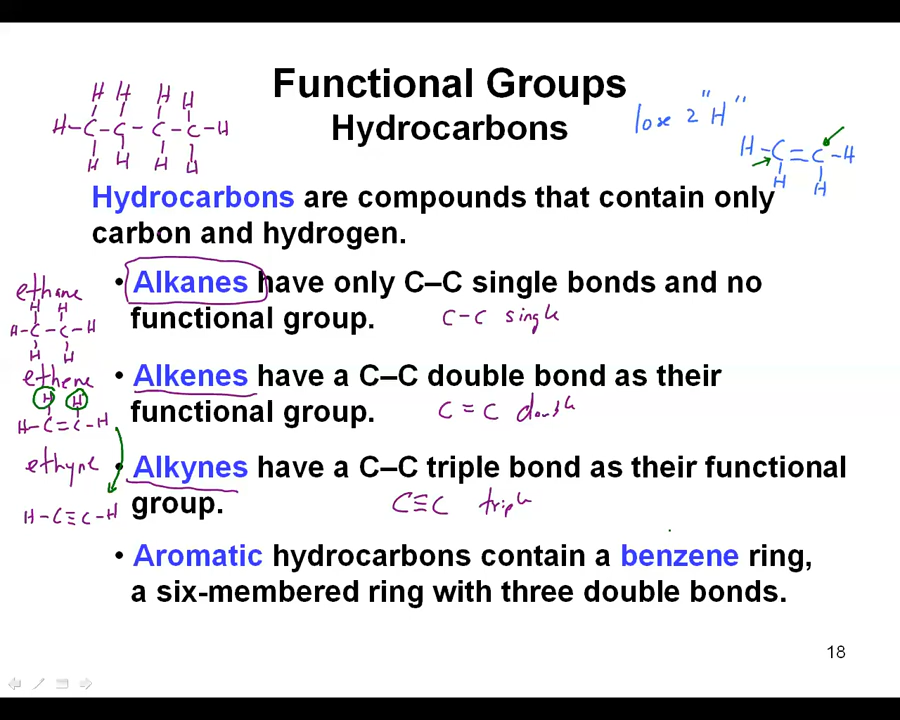 Functional Groups
Hydrocarbons
lose 2 "H"
H H H H
H-C-C-C-C-H
H H H H
H-C=C-H
H H
Hydrocarbons are compounds that contain only
carbon and hydrogen.
• Alkanes have only C–C single bonds and no
functional group.
C-C single
ethane
H H
H-C-C-H
H H
• Alkenes have a C–C double bond as their
functional group.
C=C double
ethene
H H
H-C=C-H
• Alkynes have a C–C triple bond as their functional
group.
C≡C triple
ethyne
H-C≡C-H
• Aromatic hydrocarbons contain a benzene ring,
a six-membered ring with three double bonds.
18